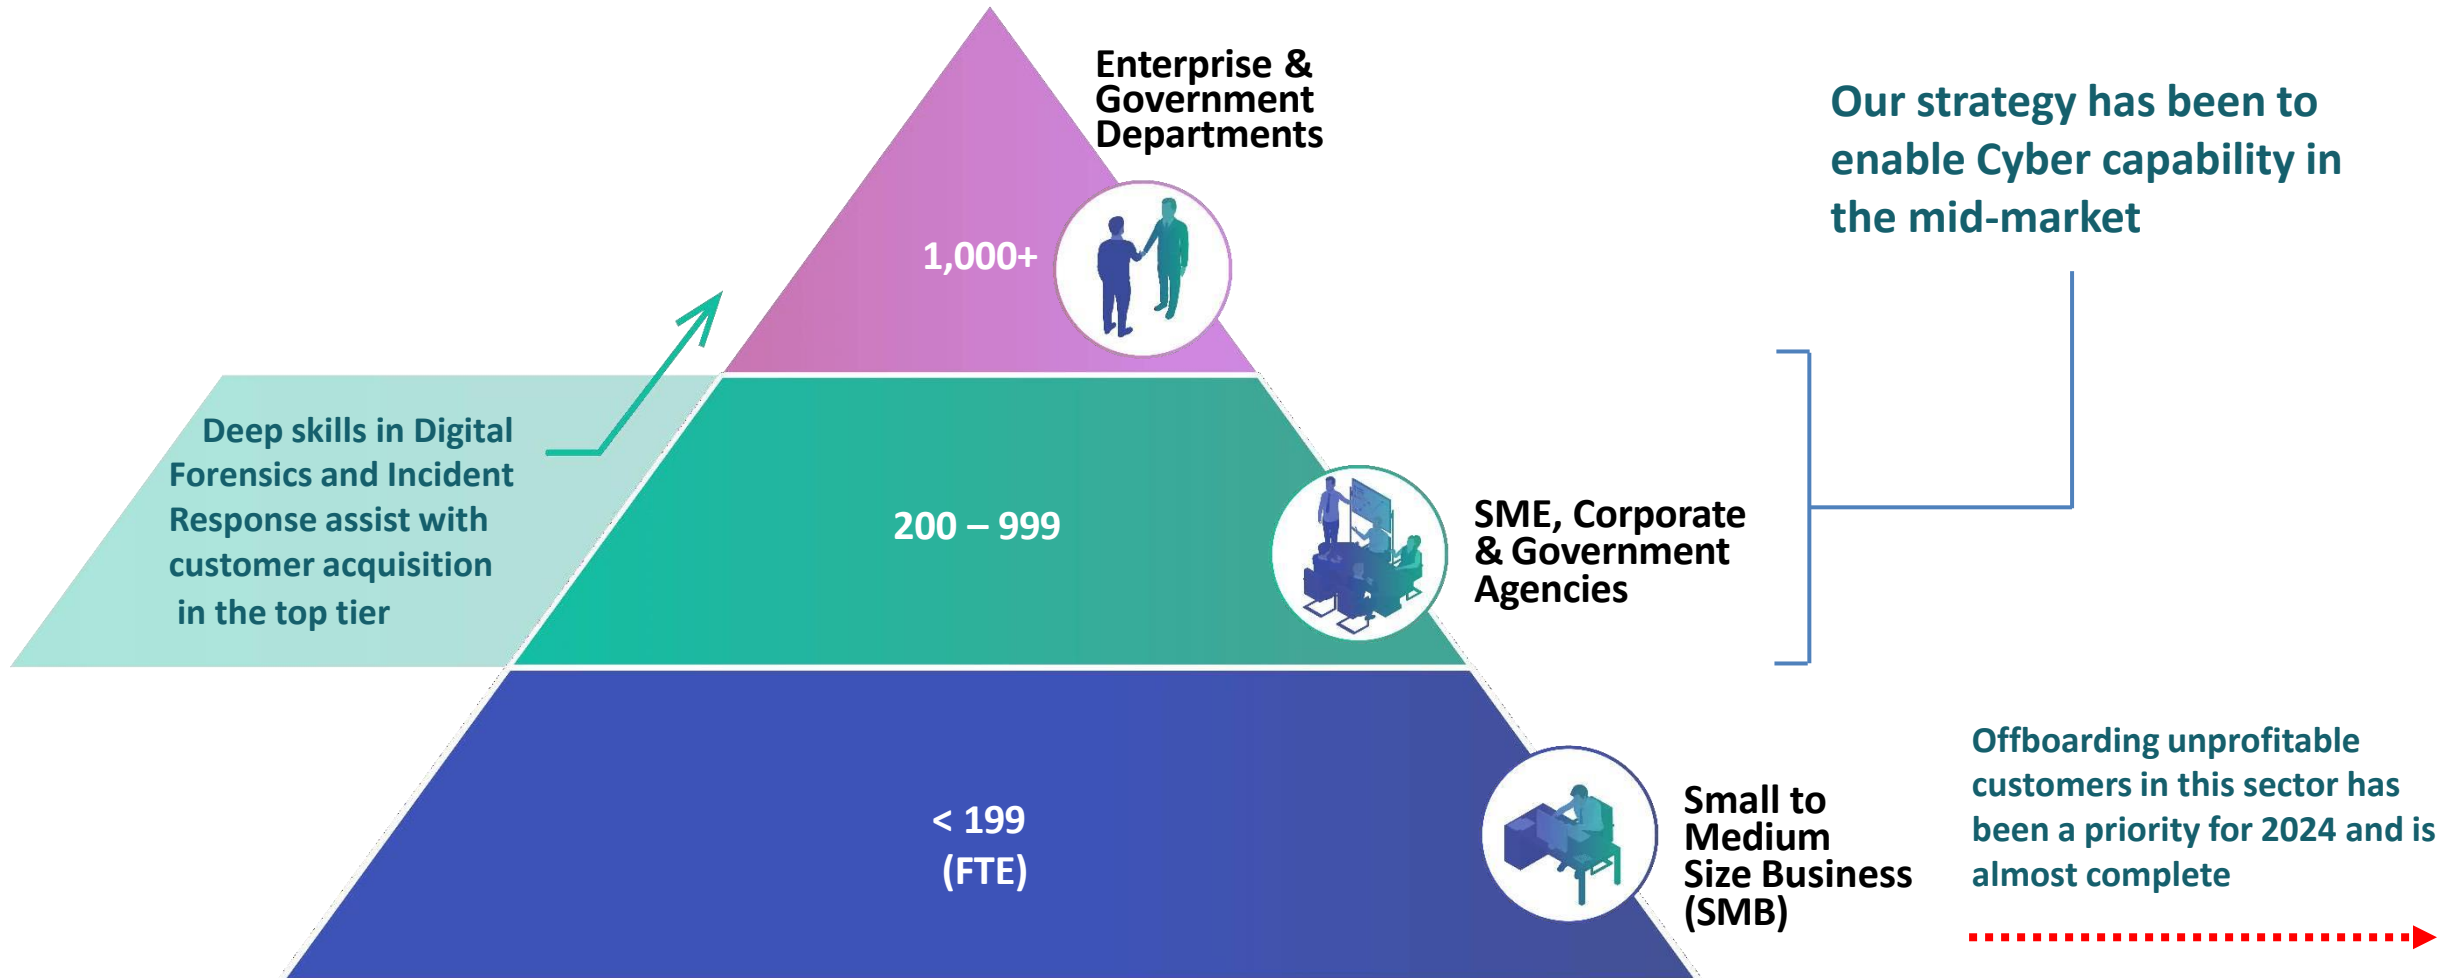 Enterprise &
Government
Departments
Our strategy has been to
enable Cyber capability in
the mid-market
1,000+
Deep skills in Digital
Forensics and Incident
Response assist with
customer acquisition
in the top tier
200 – 999
SME, Corporate
& Government
Agencies
< 199
(FTE)
Small to
Medium
Size Business
(SMB)
Offboarding unprofitable
customers in this sector has
been a priority for 2024 and is
almost complete